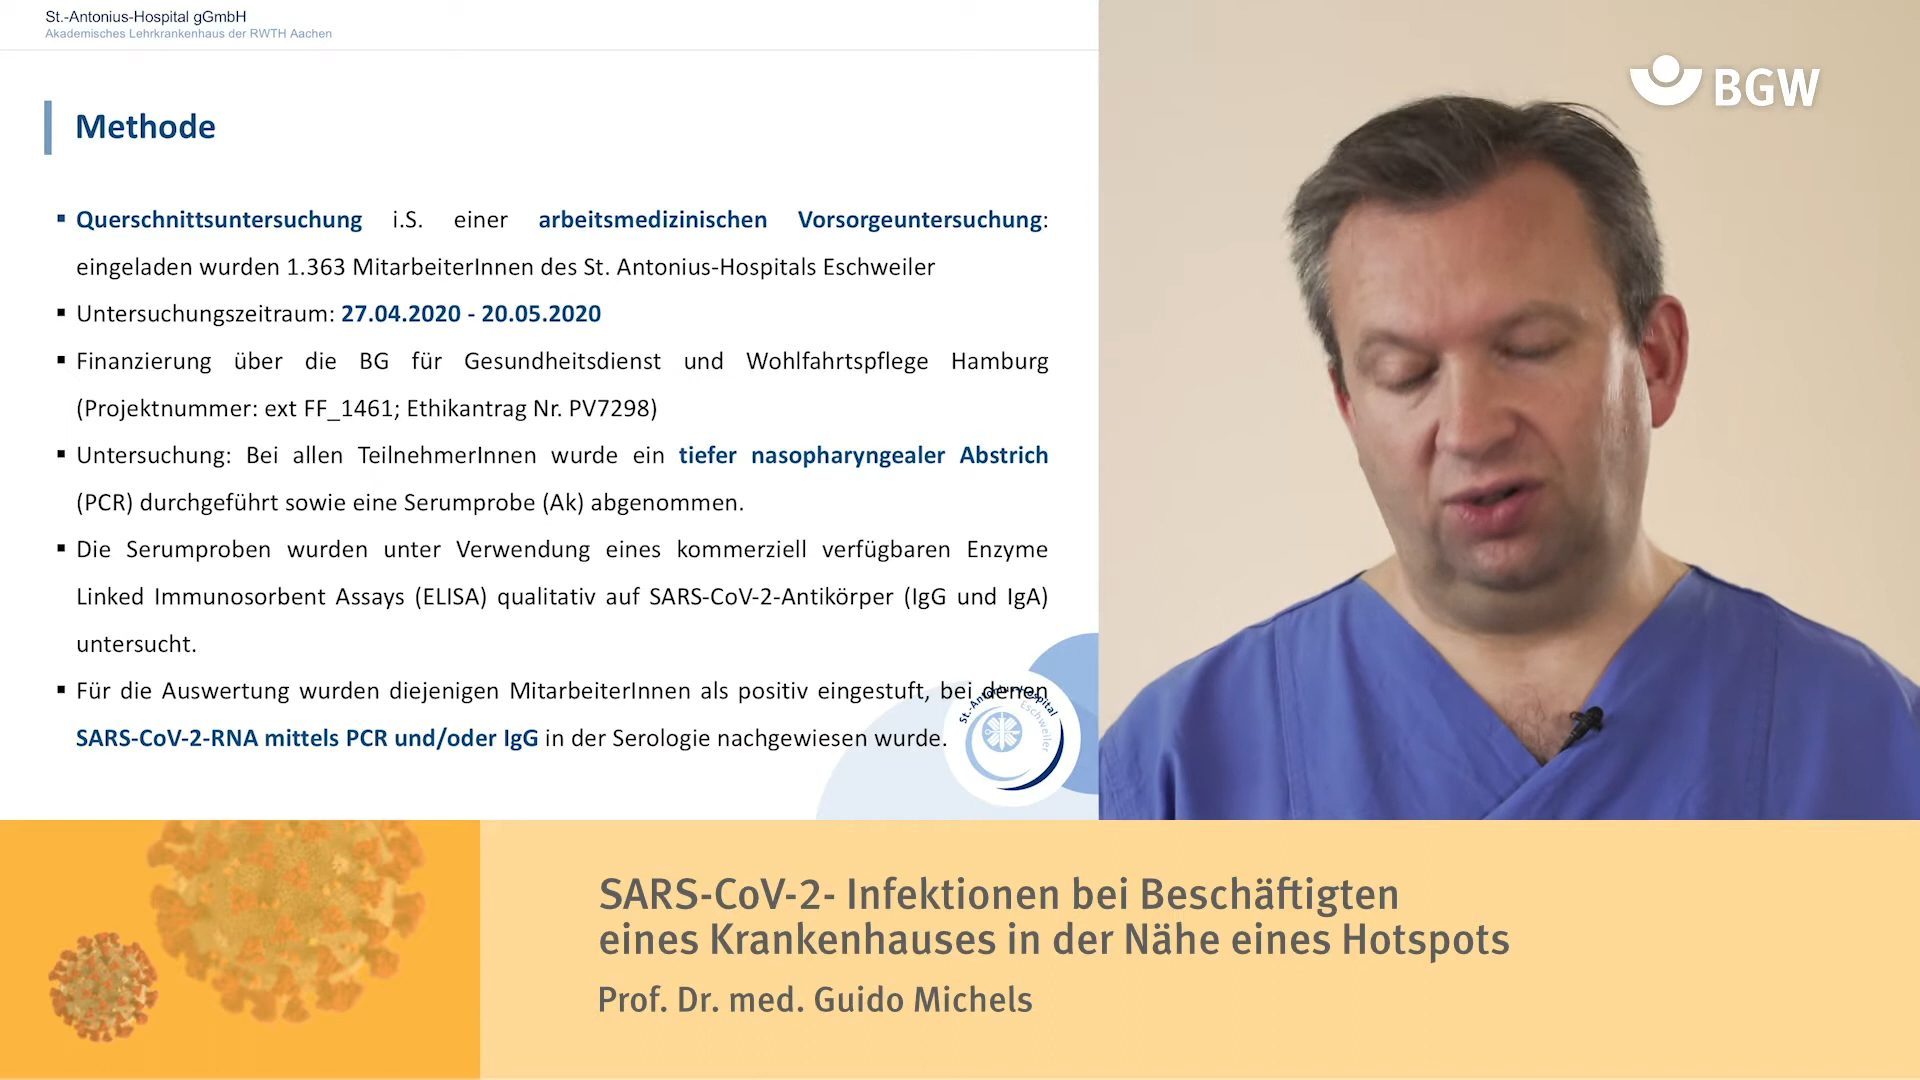 St.-Antonius-Hospital gGmbH
Akademisches Lehrkrankenhaus der RWTH Aachen
BGW
Methode
▪ Querschnittsuntersuchung i.S. einer arbeitsmedizinischen Vorsorgeuntersuchung:
eingeladen wurden 1.363 MitarbeiterInnen des St. Antonius-Hospitals Eschweiler
▪ Untersuchungszeitraum: 27.04.2020 - 20.05.2020
▪ Finanzierung über die BG für Gesundheitsdienst und Wohlfahrtspflege Hamburg
(Projektnummer: ext FF_1461; Ethikantrag Nr. PV7298)
▪ Untersuchung: Bei allen TeilnehmerInnen wurde ein tiefer nasopharyngealer Abstrich
(PCR) durchgeführt sowie eine Serumprobe (Ak) abgenommen.
▪ Die Serumproben wurden unter Verwendung eines kommerziell verfügbaren Enzyme
Linked Immunosorbent Assays (ELISA) qualitativ auf SARS-CoV-2-Antikörper (IgG und IgA)
untersucht.
▪ Für die Auswertung wurden diejenigen MitarbeiterInnen als positiv eingestuft, bei denen
SARS-CoV-2-RNA mittels PCR und/oder IgG in der Serologie nachgewiesen wurde.
St.-Antonius-Hospital
Eschweiler
SARS-CoV-2- Infektionen bei Beschäftigten
eines Krankenhauses in der Nähe eines Hotspots
Prof. Dr. med. Guido Michels